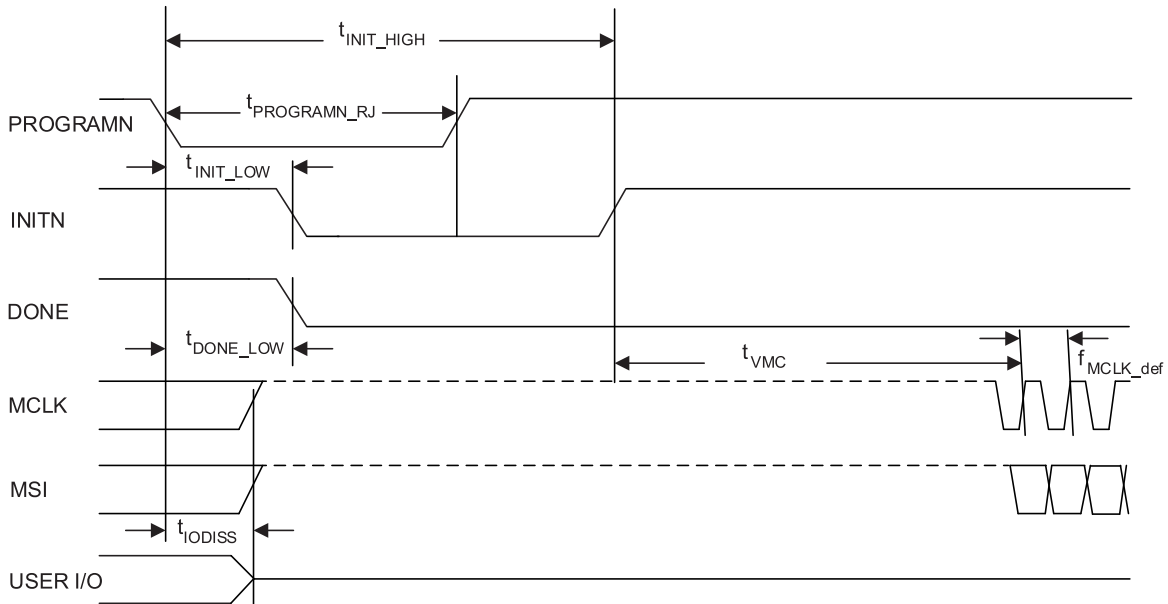 tINIT_HIGH
PROGRAMN
tPROGRAMN_RJ
tINIT_LOW
INITN
DONE
tDONE_LOW
tVMC
fMCLK_def
MCLK
MSI
tIODISS
USER I/O